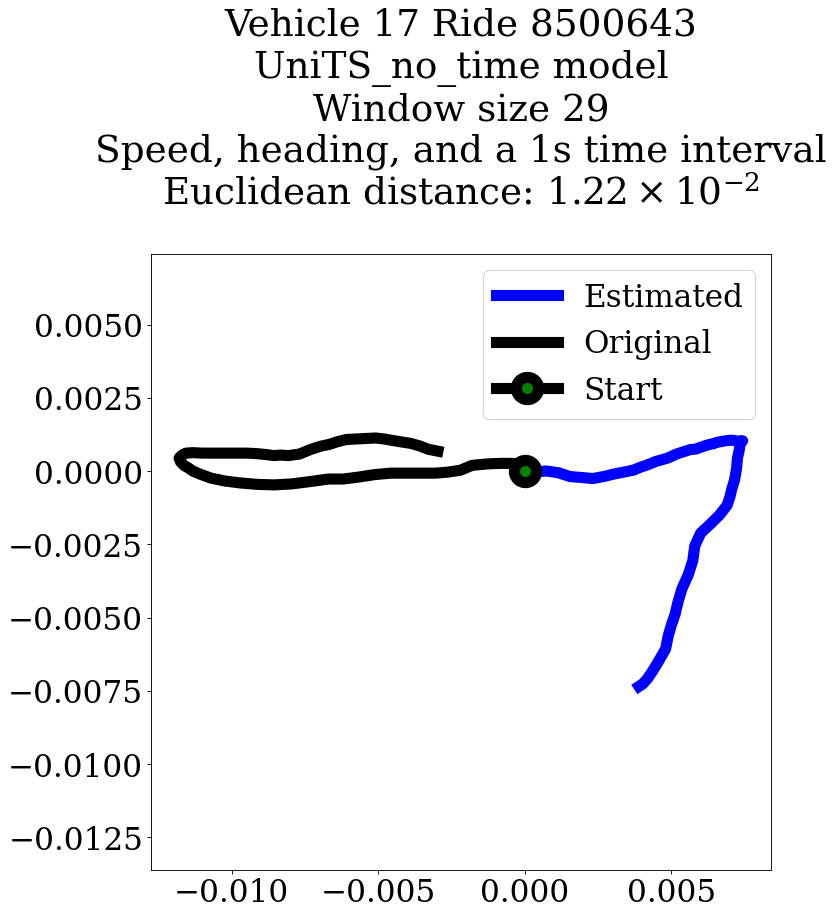 Vehicle 17 Ride 8500643
UniTS_no_time model
Window size 29
Speed, heading, and a 1s time interval
Euclidean distance: 1.22 × 10⁻²
Estimated
Original
Start
0.0050
0.0025
0.0000
−0.0025
−0.0050
−0.0075
−0.0100
−0.0125
−0.010 −0.005 0.000 0.005